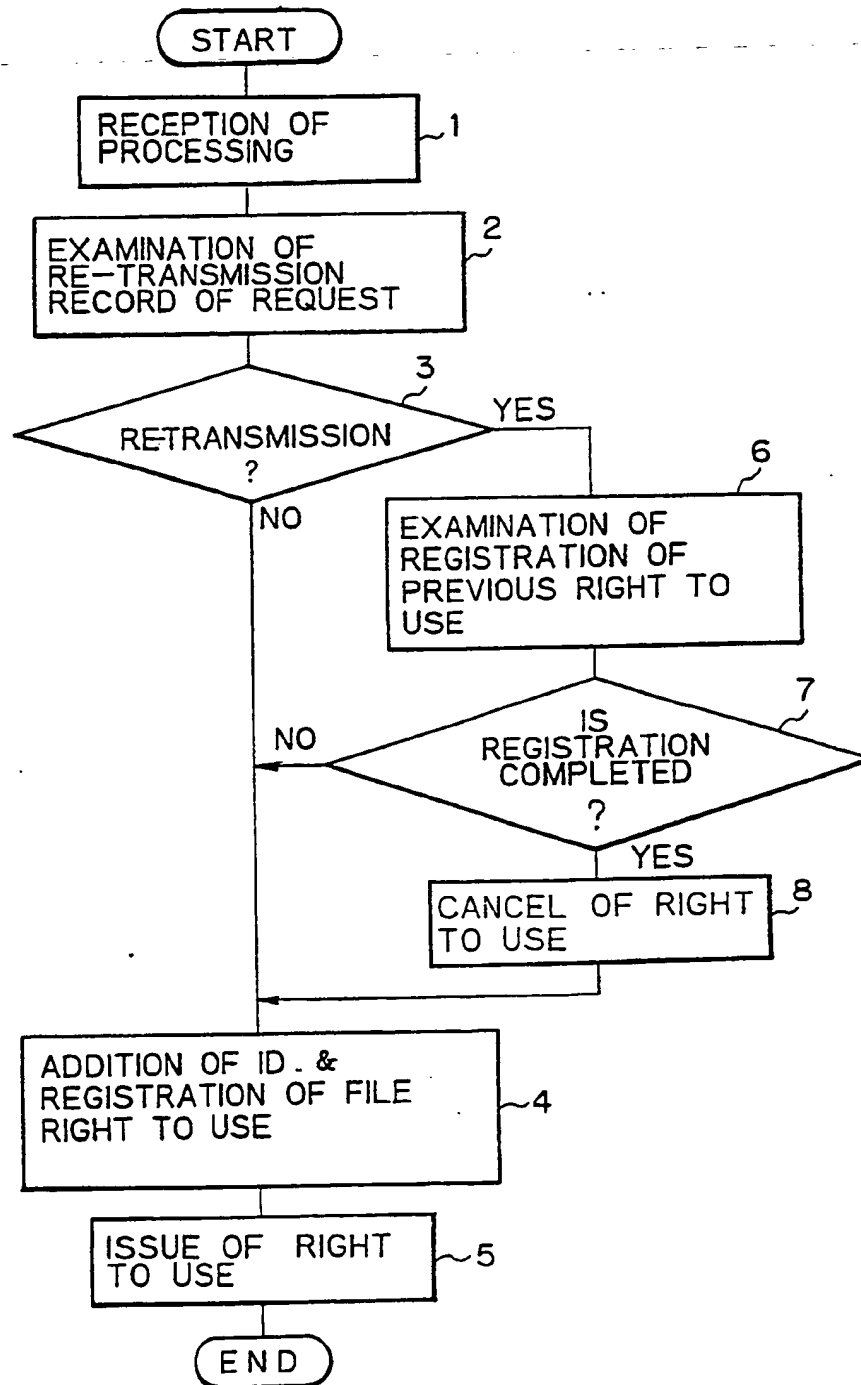 START
RECEPTION OF
PROCESSING
1
EXAMINATION OF
RE-TRANSMISSION
RECORD OF REQUEST
2
3
RE-TRANSMISSION
?
YES
NO
6
EXAMINATION OF
REGISTRATION OF
PREVIOUS RIGHT TO
USE
7
IS
REGISTRATION
COMPLETED
?
NO
YES
8
CANCEL OF RIGHT
TO USE
ADDITION OF ID. &
REGISTRATION OF FILE
RIGHT TO USE
4
ISSUE OF RIGHT
TO USE
5
END